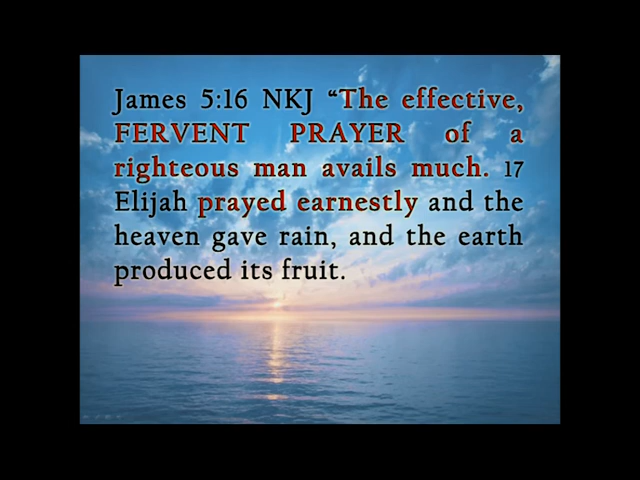 James 5:16 NKJ “The effective,
FERVENT PRAYER of a
righteous man avails much. 17
Elijah prayed earnestly and the
heaven gave rain, and the earth
produced its fruit.